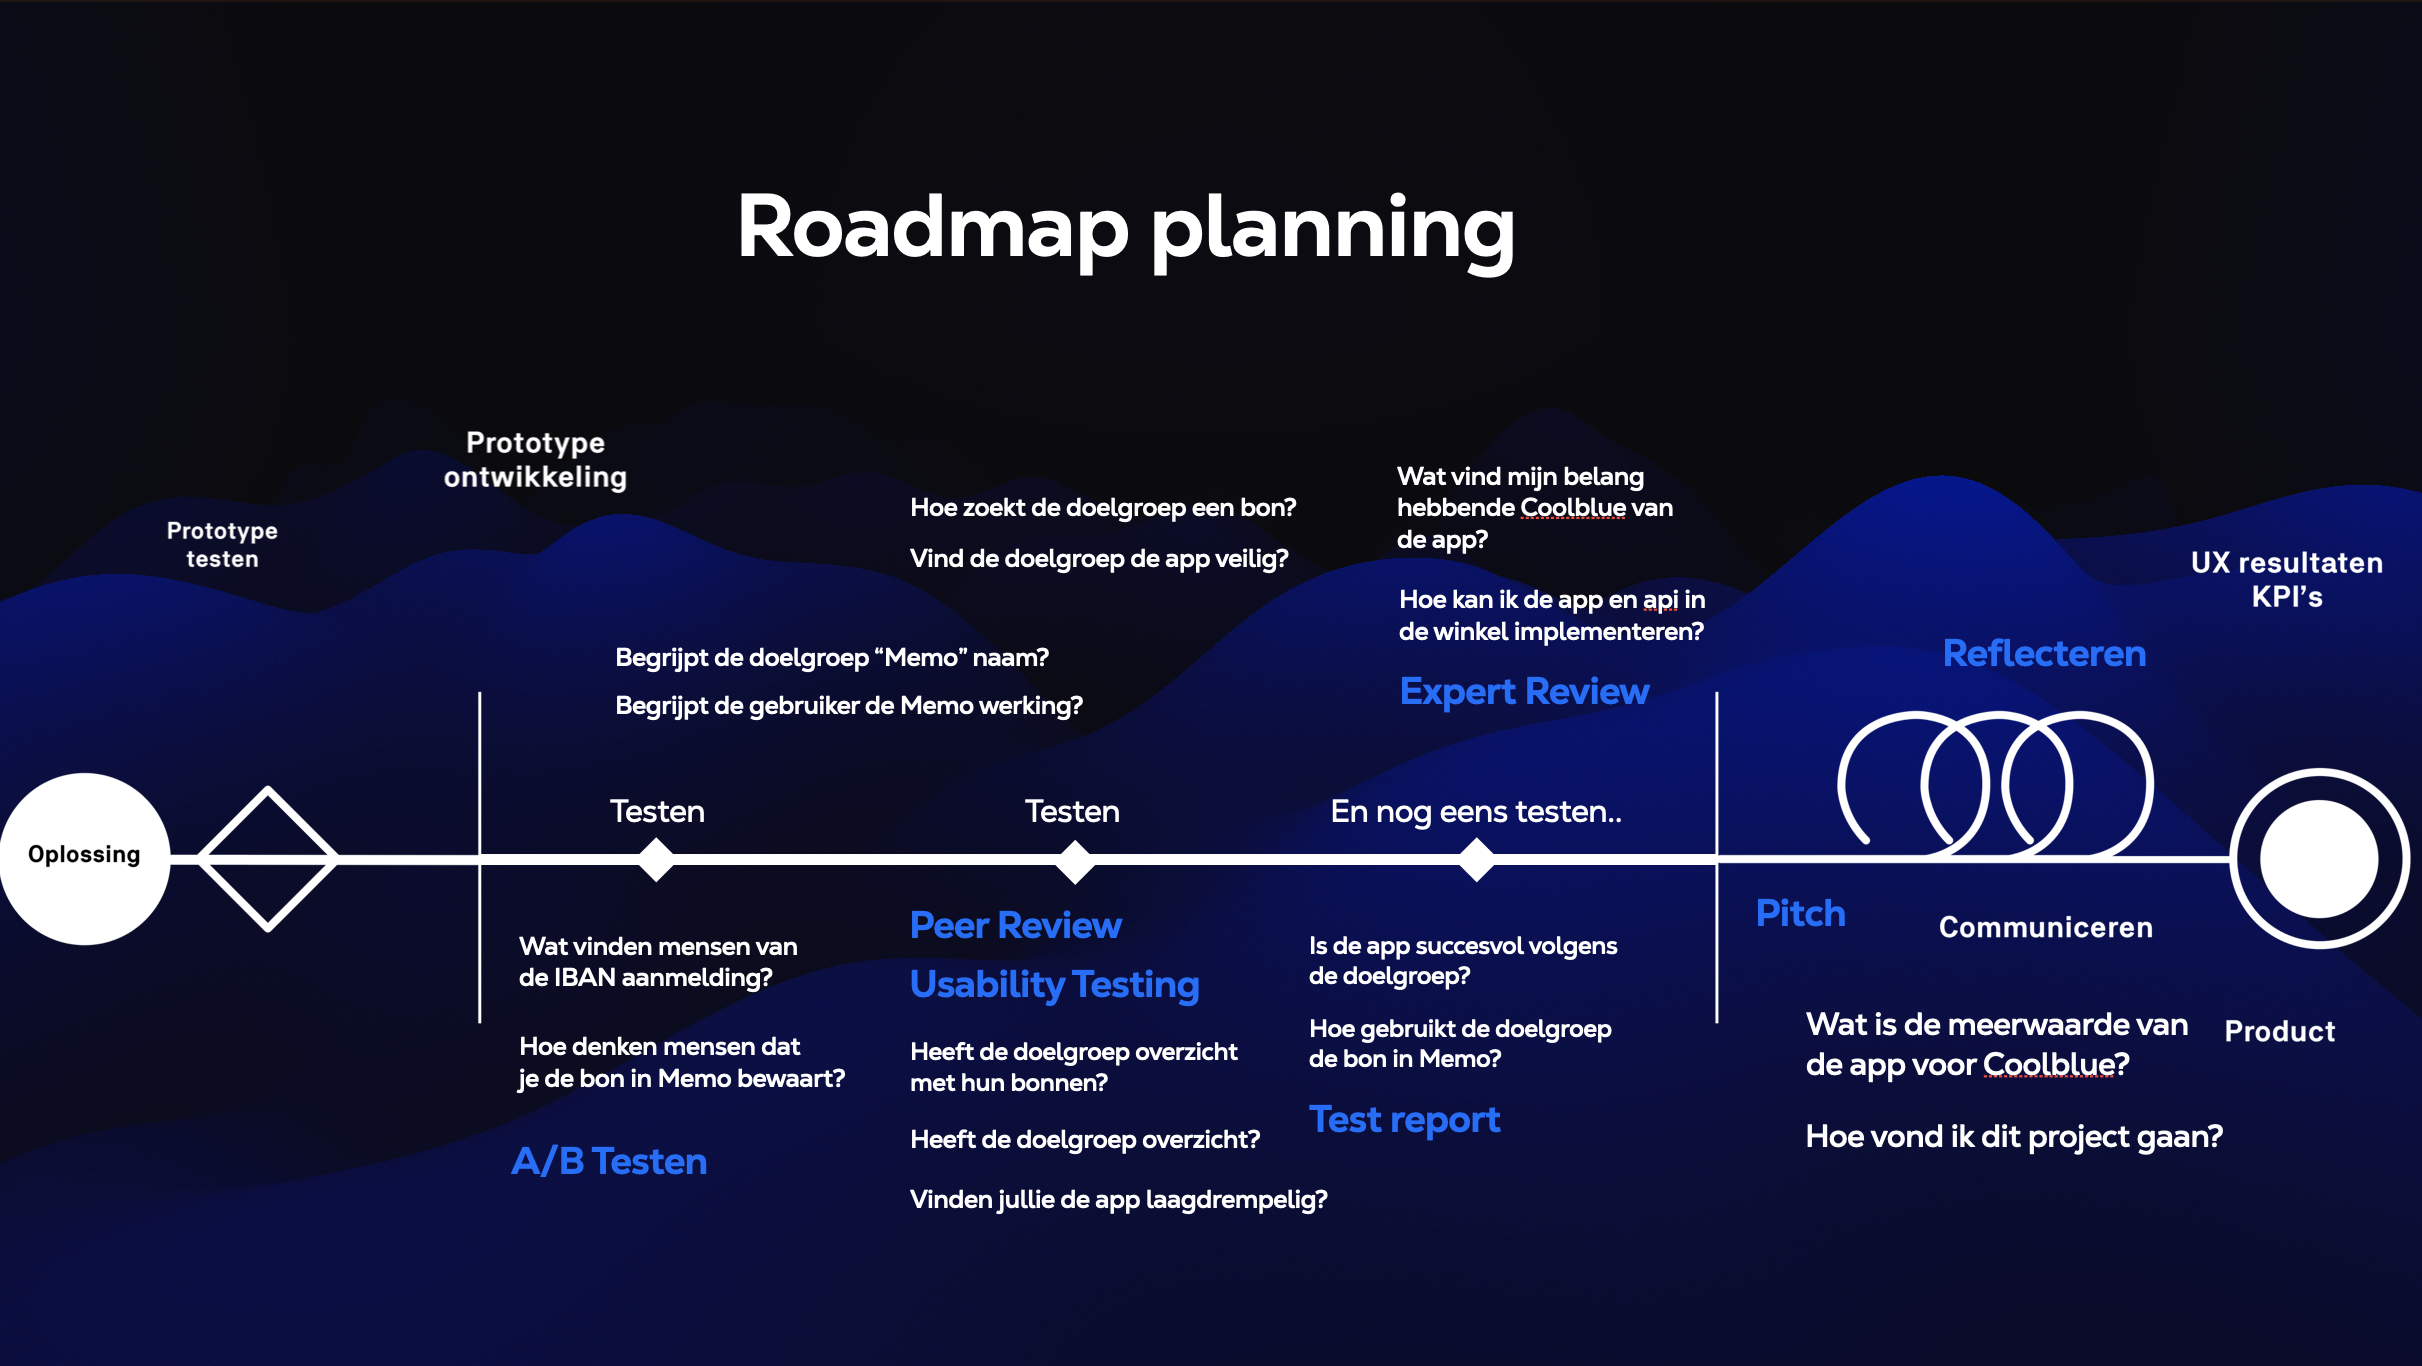 Roadmap planning
Prototype
ontwikkeling
Prototype
testen
Hoe zoekt de doelgroep een bon?
Vind de doelgroep de app veilig?
Wat vind mijn belang
hebbende Coolblue van
de app?
Hoe kan ik de app en api in
de winkel implementeren?
Expert Review
UX resultaten
KPI’s
Reflecteren
Begrijpt de doelgroep “Memo” naam?
Begrijpt de gebruiker de Memo werking?
Oplossing
Testen
Testen
En nog eens testen..
Wat vinden mensen van
de IBAN aanmelding?
Hoe denken mensen dat
je de bon in Memo bewaart?
A/B Testen
Peer Review
Usability Testing
Heeft de doelgroep overzicht
met hun bonnen?
Heeft de doelgroep overzicht?
Vinden jullie de app laagdrempelig?
Is de app succesvol volgens
de doelgroep?
Hoe gebruikt de doelgroep
de bon in Memo?
Test report
Pitch
Communiceren
Wat is de meerwaarde van
de app voor Coolblue?
Hoe vond ik dit project gaan?
Product